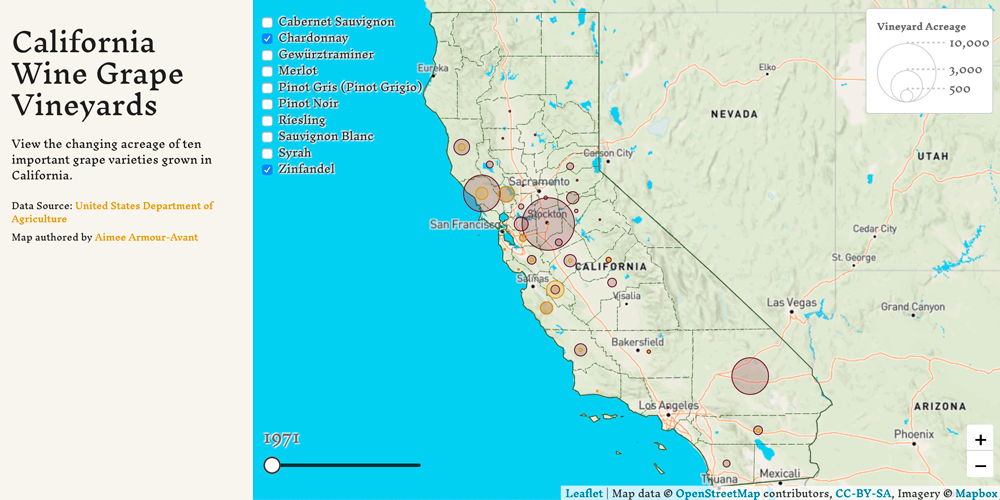 California
Wine Grape
Vineyards
View the changing acreage of ten
important grape varieties grown in
California.
Data Source: United States Department of
Agriculture
Map authored by Aimee Armour-Avant
Cabernet Sauvignon
Chardonnay
Gewürztraminer
Merlot
Pinot Gris (Pinot Grigio)
Pinot Noir
Riesling
Sauvignon Blanc
Syrah
Zinfandel
1971
Vineyard Acreage
10,000
3,000
500
Eureka
Elko
NEVADA
UTAH
Carson City
Sacramento
Stockton
San Francisco
Cedar City
St. George
CALIFORNIA
Salinas
Visalia
Las Vegas
Grand Canyon
Bakersfield
Los Angeles
ARIZONA
Phoenix
Tijuana
Mexicali
+
−
Leaflet | Map data © OpenStreetMap contributors, CC-BY-SA, Imagery © Mapbox